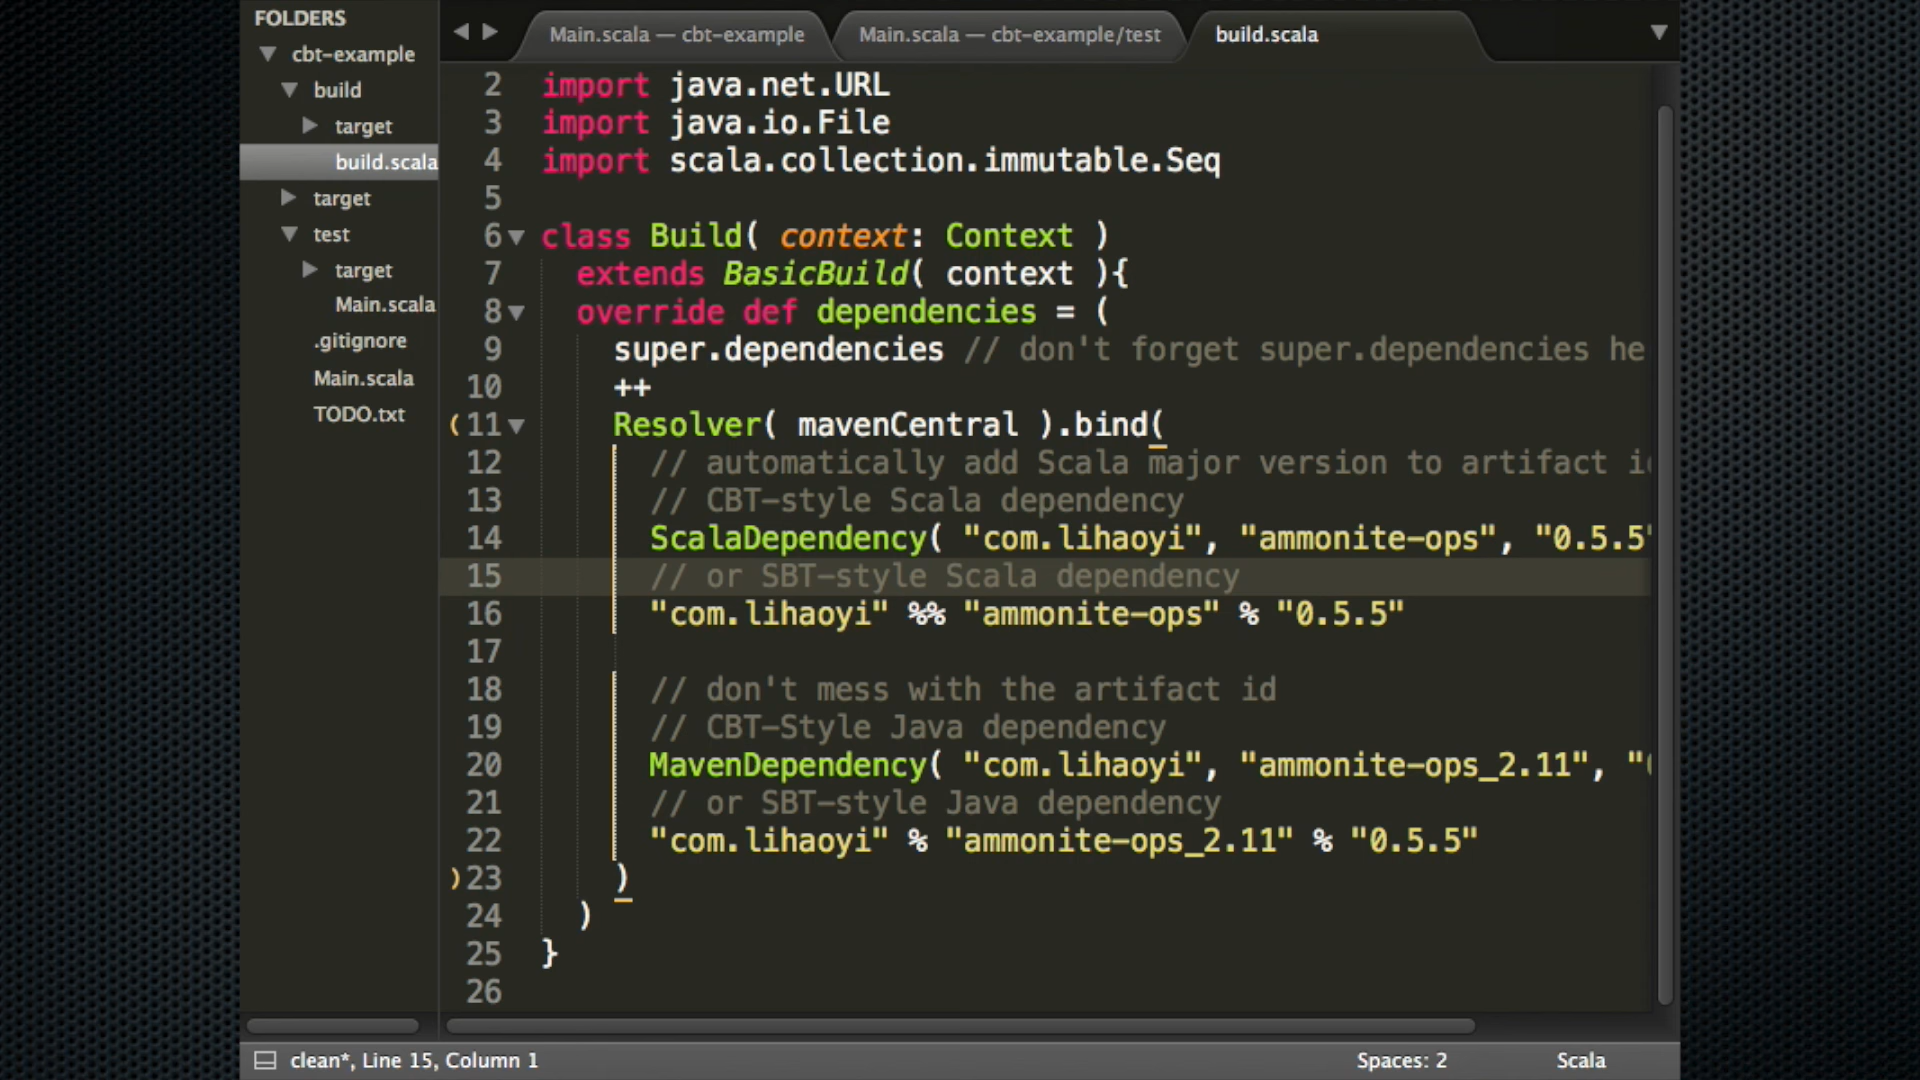 FOLDERS
cbt-example
build
target
build.scala
target
test
target
Main.scala
.gitignore
Main.scala
TODO.txt
Main.scala — cbt-example
Main.scala — cbt-example/test
build.scala
2 import java.net.URL
3 import java.io.File
4 import scala.collection.immutable.Seq
5
6 class Build( context: Context )
7 extends BasicBuild( context ){
8 override def dependencies = (
9 super.dependencies // don't forget super.dependencies he
10 ++
11 Resolver( mavenCentral ).bind(
12 // automatically add Scala major version to artifact i
13 // CBT-style Scala dependency
14 ScalaDependency( "com.lihaoyi", "ammonite-ops", "0.5.5"
15 // or SBT-style Scala dependency
16 "com.lihaoyi" %% "ammonite-ops" % "0.5.5"
17
18 // don't mess with the artifact id
19 // CBT-Style Java dependency
20 MavenDependency( "com.lihaoyi", "ammonite-ops_2.11", "
21 // or SBT-style Java dependency
22 "com.lihaoyi" % "ammonite-ops_2.11" % "0.5.5"
23 )
24 )
25 }
26
clean*, Line 15, Column 1
Spaces: 2
Scala